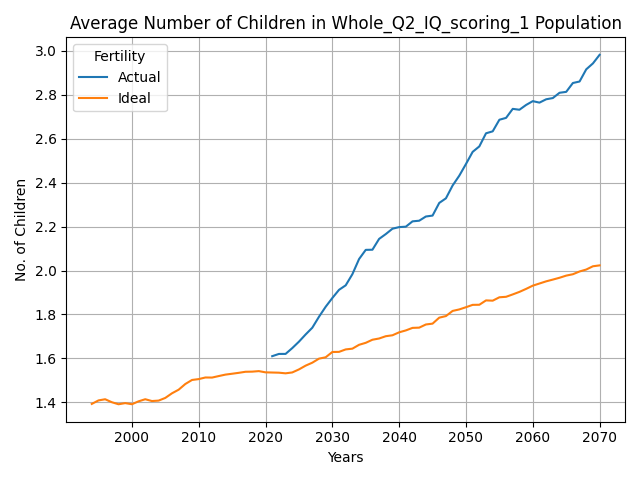 Average Number of Children in Whole_Q2_IQ_scoring_1 Population
Fertility
Actual
Ideal
No. of Children
3.0
2.8
2.6
2.4
2.2
2.0
1.8
1.6
1.4
2000 2010 2020 2030 2040 2050 2060 2070
Years